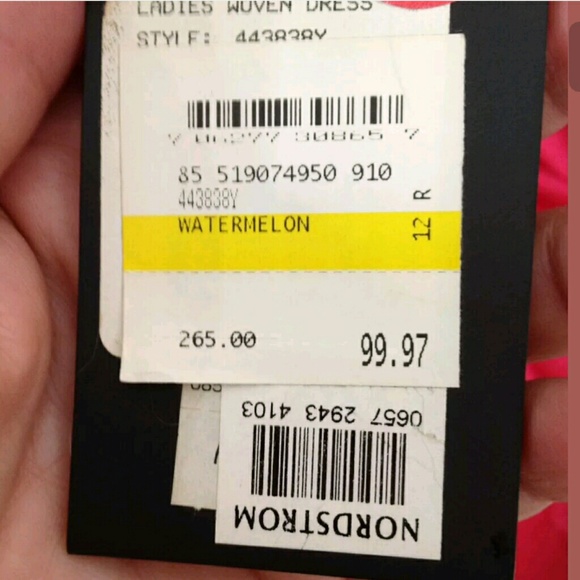 LADIES WOVEN DRESS
STYLE: 443838Y
85 519074950 910
443838Y
WATERMELON
12 R
265.00
99.97
0657 2943 4103
NORDSTROM